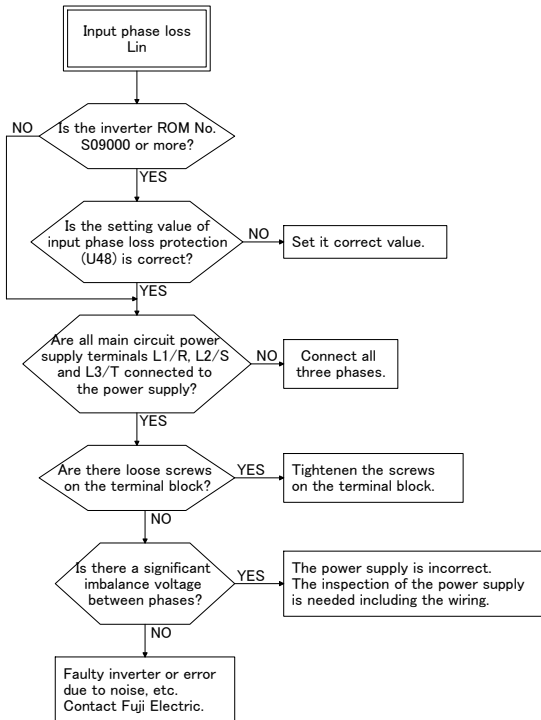 Input phase loss
Lin
NO
Is the inverter ROM No.
S09000 or more?
YES
Is the setting value of
input phase loss protection
(U48) is correct?
NO
Set it correct value.
YES
Are all main circuit power
supply terminals L1/R, L2/S
and L3/T connected to
the power supply?
NO
Connect all
three phases.
YES
Are there loose screws
on the terminal block?
YES
Tightenen the screws
on the terminal block.
NO
Is there a significant
imbalance voltage
between phases?
YES
The power supply is incorrect.
The inspection of the power supply
is needed including the wiring.
NO
Faulty inverter or error
due to noise, etc.
Contact Fuji Electric.